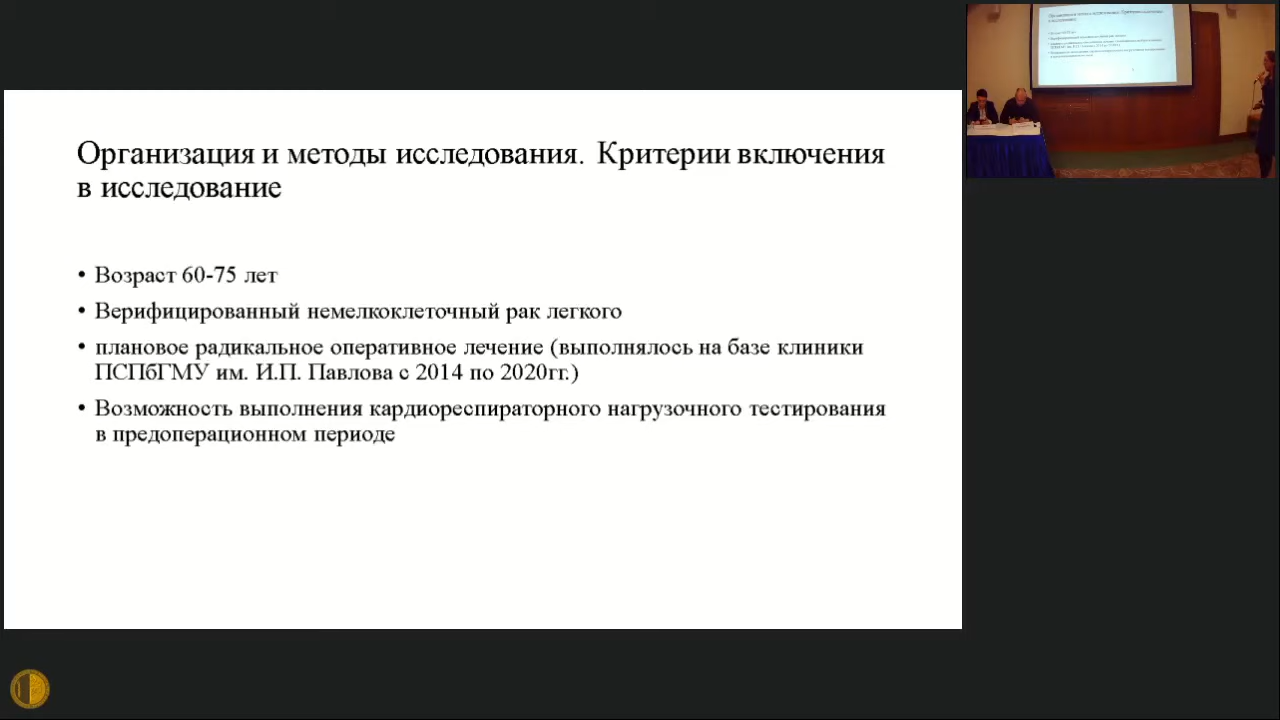 Организация и методы исследования. Критерии включения
в исследование
• Возраст 60-75 лет
• Верифицированный немелкоклеточный рак легкого
• плановое радикальное оперативное лечение (выполнялось на базе клиники
ПСПбГМУ им. И.П. Павлова с 2014 по 2020гг.)
• Возможность выполнения кардиореспираторного нагрузочного тестирования
в предоперационном периоде